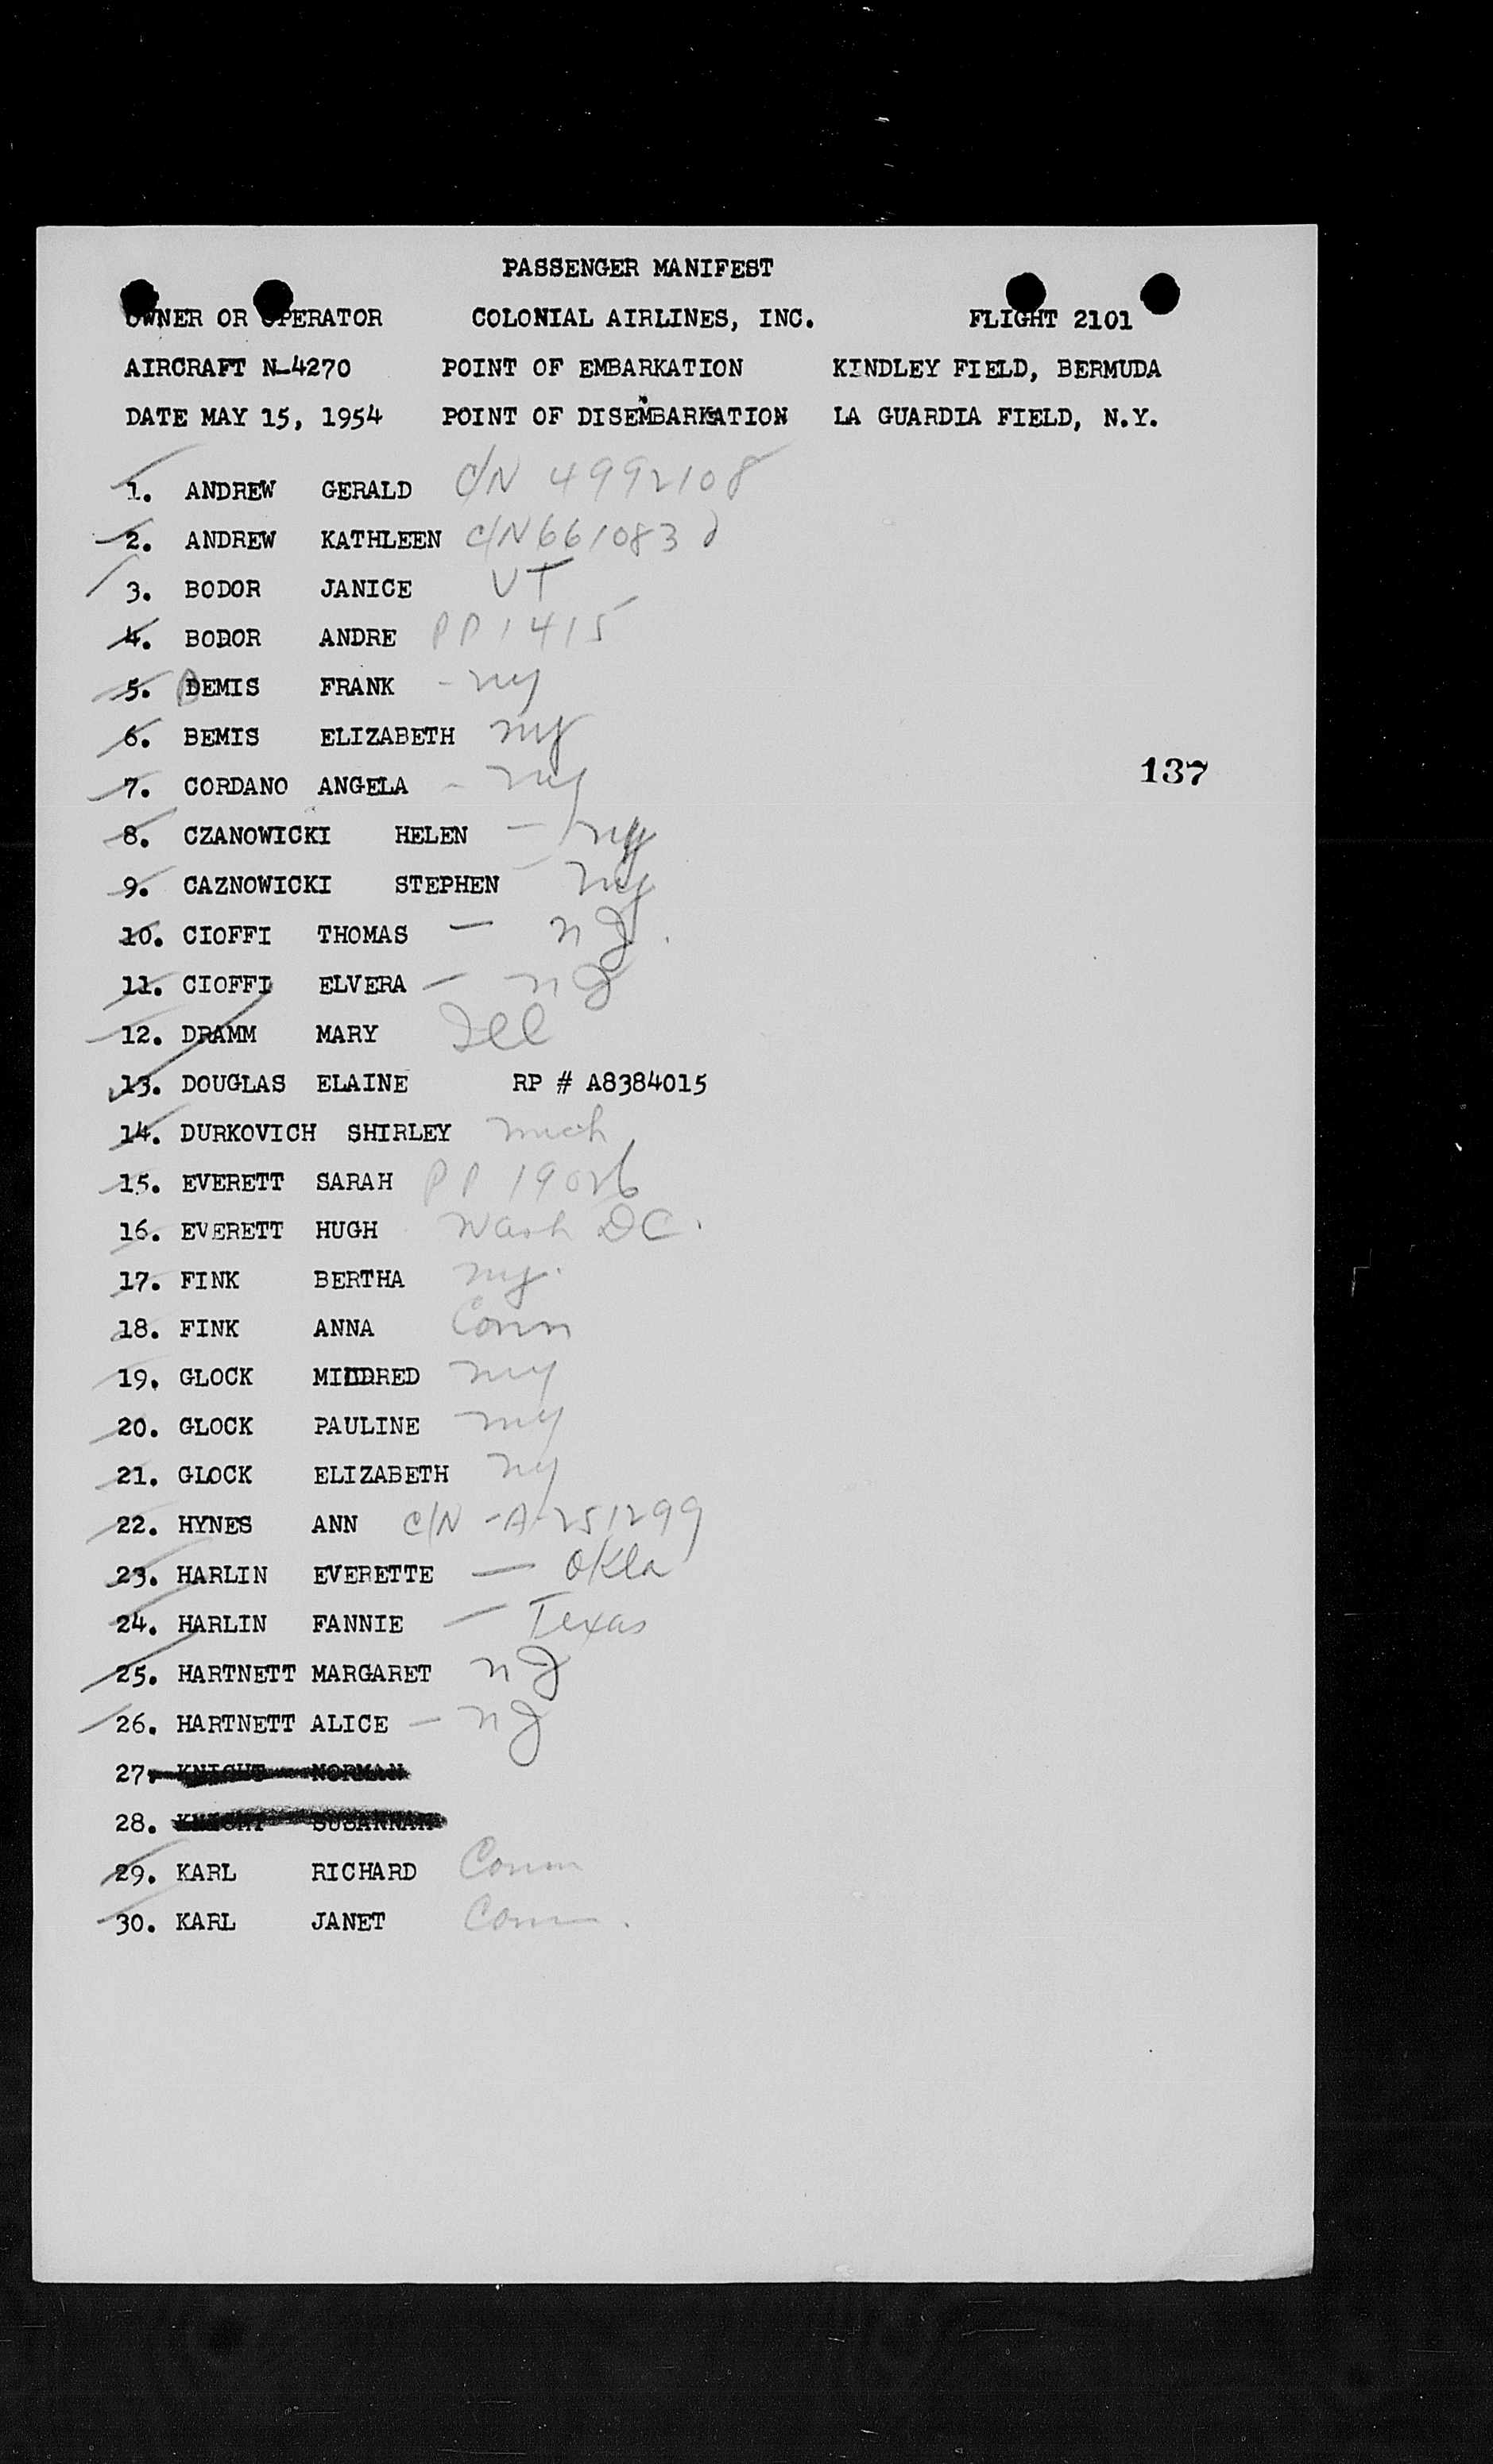 PASSENGER MANIFEST
OWNER OR OPERATOR COLONIAL AIRLINES, INC. FLIGHT 2101
AIRCRAFT N-4270 POINT OF EMBARKATION KINDLEY FIELD, BERMUDA
DATE MAY 15, 1954 POINT OF DISEMBARKATION LA GUARDIA FIELD, N.Y.
1. ANDREW GERALD C/N 4992108
2. ANDREW KATHLEEN C/N
3. BODOR JANICE VT
4. BODOR ANDRE PP 1415
5. BEMIS FRANK - ny
6. BEMIS ELIZABETH ny
7. CORDANO ANGELA - ny
137
8. CZANOWICKI HELEN - ny
9. CAZNOWICKI STEPHEN ny
10. CIOFFI THOMAS - NJ.
11. CIOFFI ELVERA - NJ
12. DRAMM MARY Ill
13. DOUGLAS ELAINE RP # A8384015
14. DURKOVICH SHIRLEY mich
15. EVERETT SARAH PP 19026
16. EVERETT HUGH Wash DC.
17. FINK BERTHA ny.
18. FINK ANNA Conn
19. GLOCK MILDRED ny
20. GLOCK PAULINE ny
21. GLOCK ELIZABETH ny
22. HYNES ANN C/N - A-251299
23. HARLIN EVERETTE - OKla
24. HARLIN FANNIE - Texas
25. HARTNETT MARGARET NJ
26. HARTNETT ALICE - NJ
27. KNIGHT NORMAN
28. KNIGHT SUSANNAH
29. KARL RICHARD Conn
30. KARL JANET Conn.